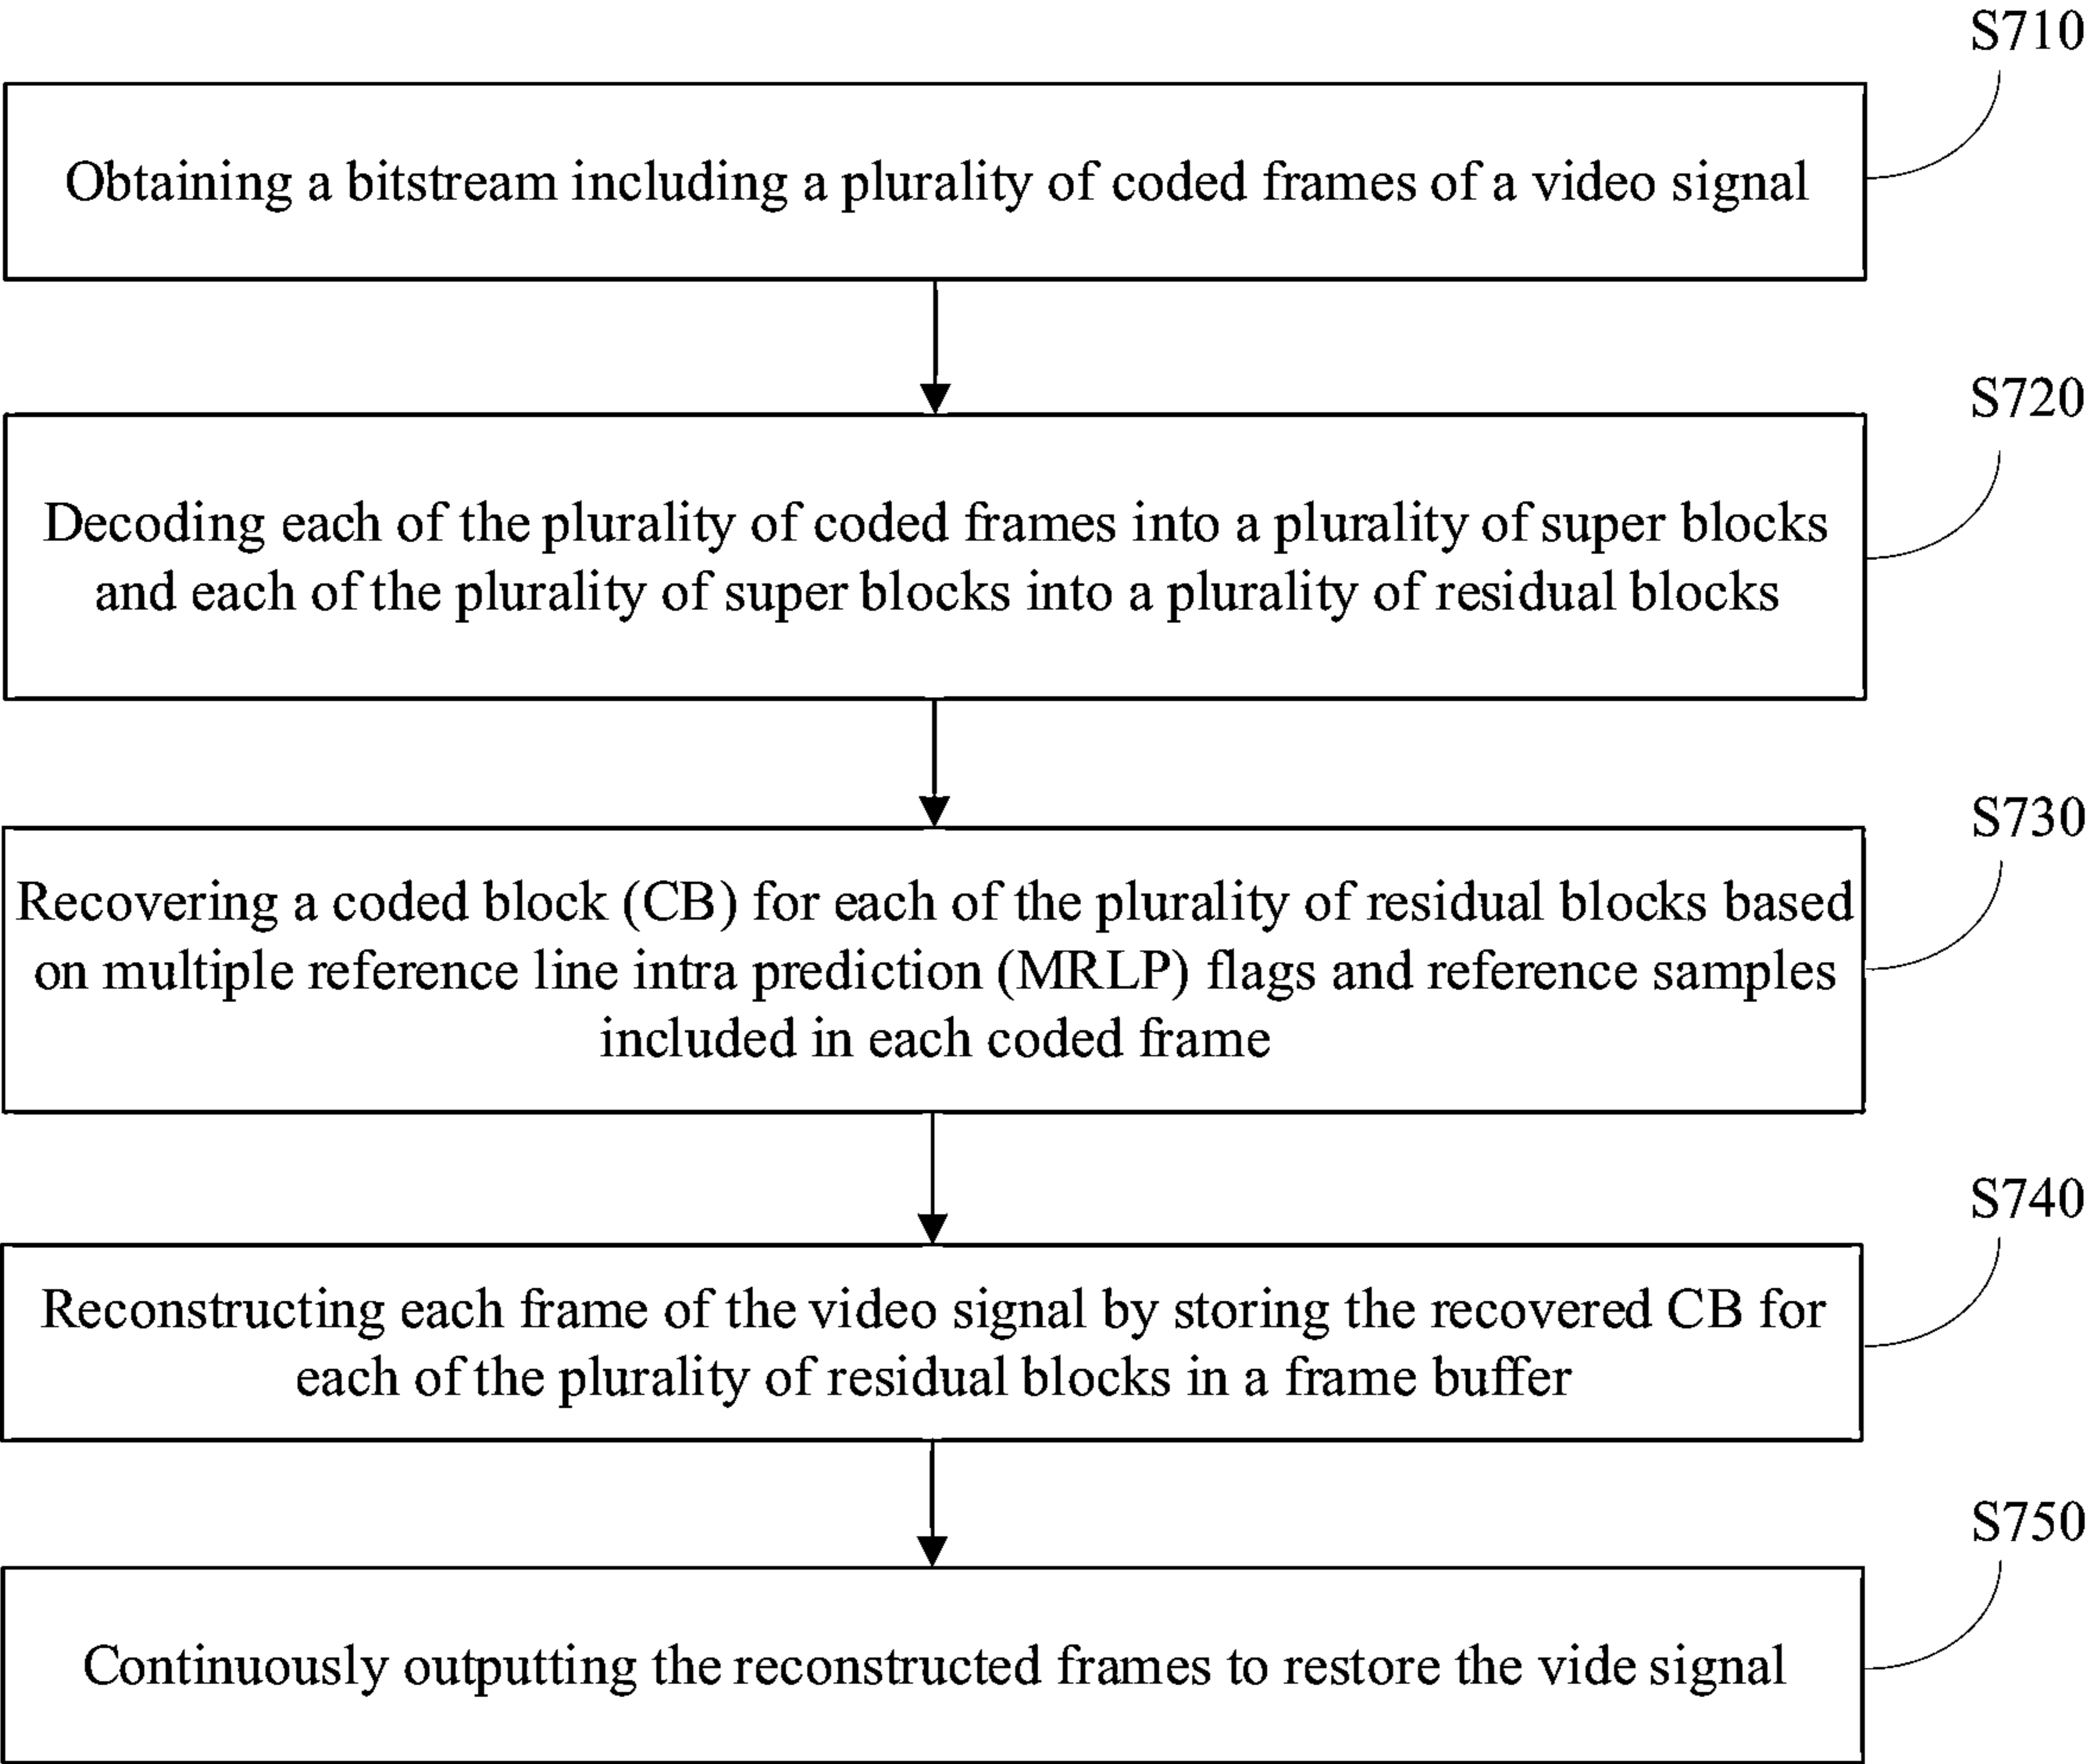 S710
Obtaining a bitstream including a plurality of coded frames of a video signal
S720
Decoding each of the plurality of coded frames into a plurality of super blocks
and each of the plurality of super blocks into a plurality of residual blocks
S730
Recovering a coded block (CB) for each of the plurality of residual blocks based
on multiple reference line intra prediction (MRLP) flags and reference samples
included in each coded frame
S740
Reconstructing each frame of the video signal by storing the recovered CB for
each of the plurality of residual blocks in a frame buffer
S750
Continuously outputting the reconstructed frames to restore the vide signal